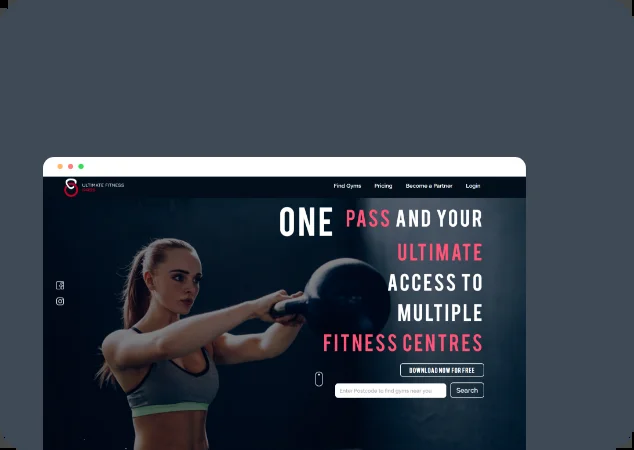 ULTIMATE FITNESS
Find Gyms Pricing Become a Partner Login
ONE PASS AND YOUR
ULTIMATE
ACCESS TO
MULTIPLE
FITNESS CENTRES
DOWNLOAD NOW FOR FREE
Enter Postcode to find gyms near you
Search